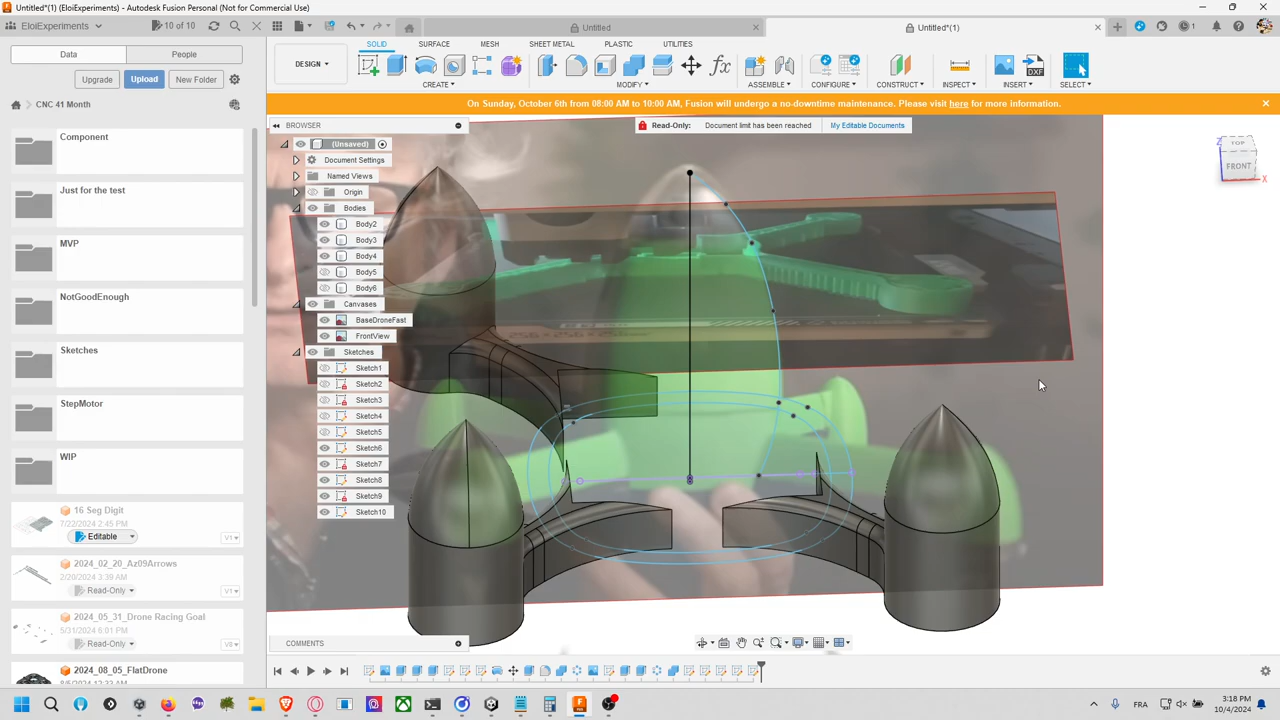 Untitled*(1) (EloiExperiments) - Autodesk Fusion Personal (Not for Commercial Use)
EloiExperiments
10 of 10
Untitled
Untitled*(1)
1
Data
People
Upgrade
Upload
New Folder
CNC 41 Month
Component
Just for the test
MVP
NotGoodEnough
Sketches
StepMotor
WIP
16 Seg Digit
7/22/2024 2:45 PM
Editable
V1
2024_02_20_Az09Arrows
2/20/2024 3:39 AM
Read-Only
V1
2024_05_31_Drone Racing Goal
5/31/2024 6:01 PM
Read-Only
V6
2024_08_05_FlatDrone
DESIGN
SOLID
SURFACE
MESH
SHEET METAL
PLASTIC
UTILITIES
CREATE
MODIFY
ASSEMBLE
CONFIGURE
CONSTRUCT
INSPECT
INSERT
SELECT
DXF
On Sunday, October 6th from 08:00 AM to 10:00 AM, Fusion will undergo a no-downtime maintenance. Please visit here for more information.
BROWSER
Read-Only: Document limit has been reached
My Editable Documents
(Unsaved)
Document Settings
Named Views
Origin
Bodies
Body2
Body3
Body4
Body5
Body6
Canvases
BaseDroneFast
FrontView
Sketches
Sketch1
Sketch2
Sketch3
Sketch4
Sketch5
Sketch6
Sketch7
Sketch8
Sketch9
Sketch10
Z
TOP
FRONT
X
COMMENTS
FRA
3:18 PM
10/4/2024